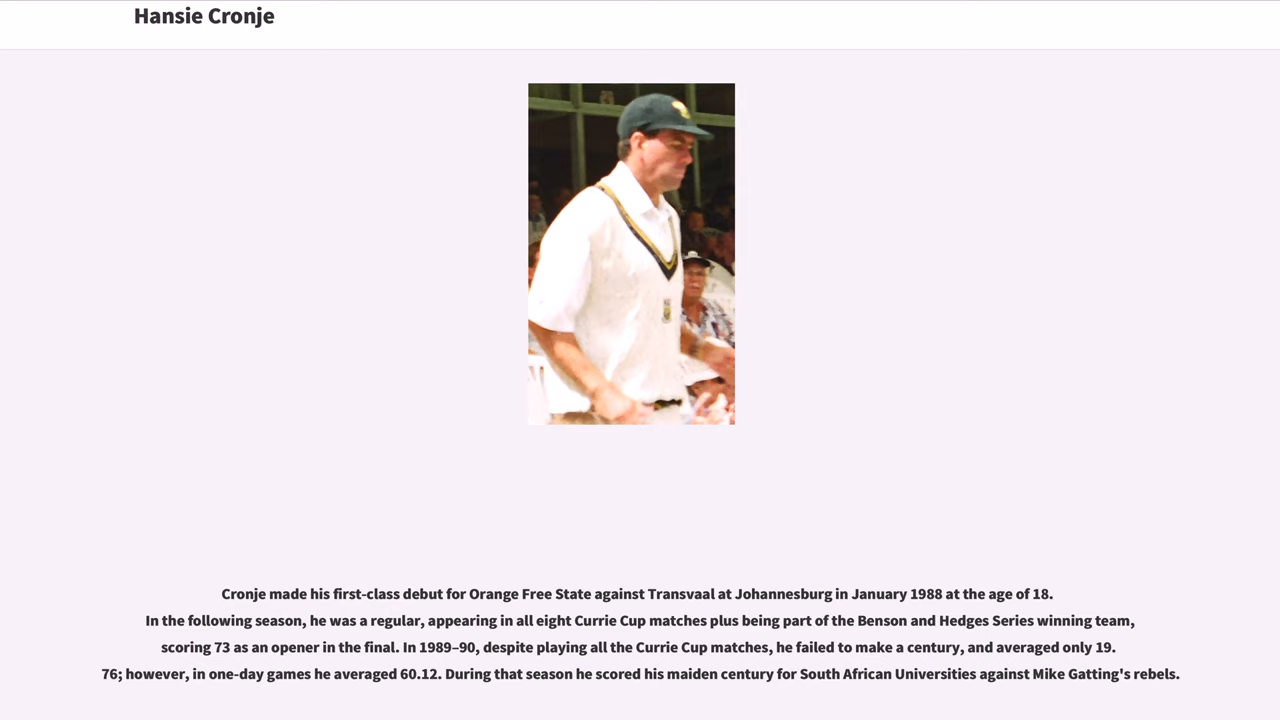 Hansie Cronje
Cronje made his first-class debut for Orange Free State against Transvaal at Johannesburg in January 1988 at the age of 18.
In the following season, he was a regular, appearing in all eight Currie Cup matches plus being part of the Benson and Hedges Series winning team,
scoring 73 as an opener in the final. In 1989–90, despite playing all the Currie Cup matches, he failed to make a century, and averaged only 19.
76; however, in one-day games he averaged 60.12. During that season he scored his maiden century for South African Universities against Mike Gatting's rebels.